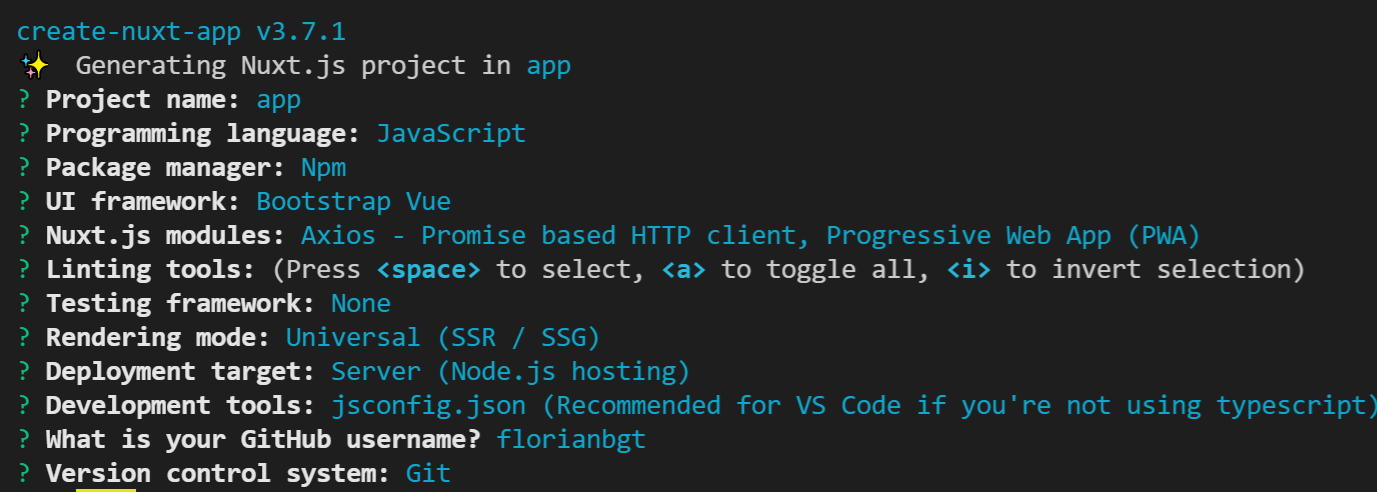 create-nuxt-app v3.7.1
✨ Generating Nuxt.js project in app
? Project name: app
? Programming language: JavaScript
? Package manager: Npm
? UI framework: Bootstrap Vue
? Nuxt.js modules: Axios - Promise based HTTP client, Progressive Web App (PWA)
? Linting tools: (Press <space> to select, <a> to toggle all, <i> to invert selection)
? Testing framework: None
? Rendering mode: Universal (SSR / SSG)
? Deployment target: Server (Node.js hosting)
? Development tools: jsconfig.json (Recommended for VS Code if you're not using typescript)
? What is your GitHub username? florianbgt
? Version control system: Git